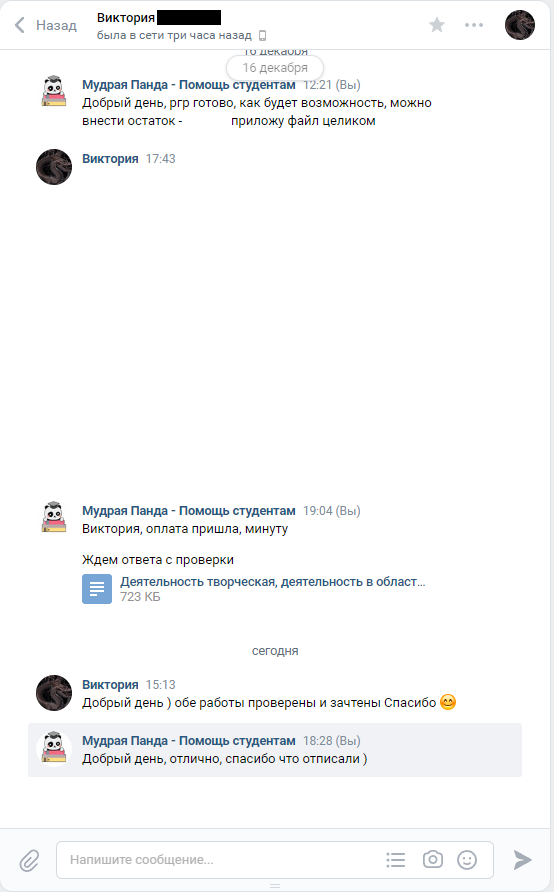 Назад
Виктория
была в сети три часа назад
16 декабря
16 декабря
Мудрая Панда - Помощь студентам 12:21 (Вы)
Добрый день, ргр готово, как будет возможность, можно
внести остаток - приложу файл целиком
Виктория 17:43
Мудрая Панда - Помощь студентам 19:04 (Вы)
Виктория, оплата пришла, минуту
Ждем ответа с проверки
Деятельность творческая, деятельность в област...
723 КБ
сегодня
Виктория 15:13
Добрый день ) обе работы проверены и зачтены Спасибо 😊
Мудрая Панда - Помощь студентам 18:28 (Вы)
Добрый день, отлично, спасибо что отписали )
Напишите сообщение...